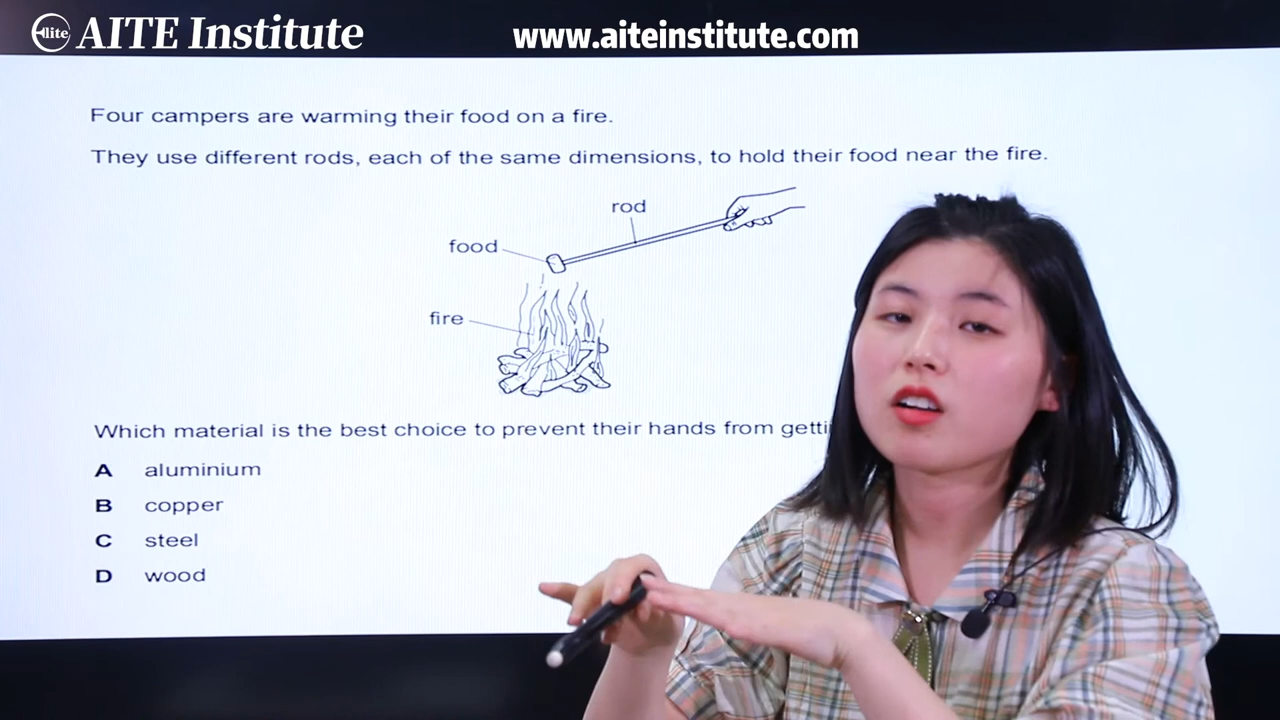 Elite AITE Institute
www.aiteinstitute.com
Four campers are warming their food on a fire.
They use different rods, each of the same dimensions, to hold their food near the fire.
rod
food
fire
Which material is the best choice to prevent their hands from
A aluminium
B copper
C steel
D wood